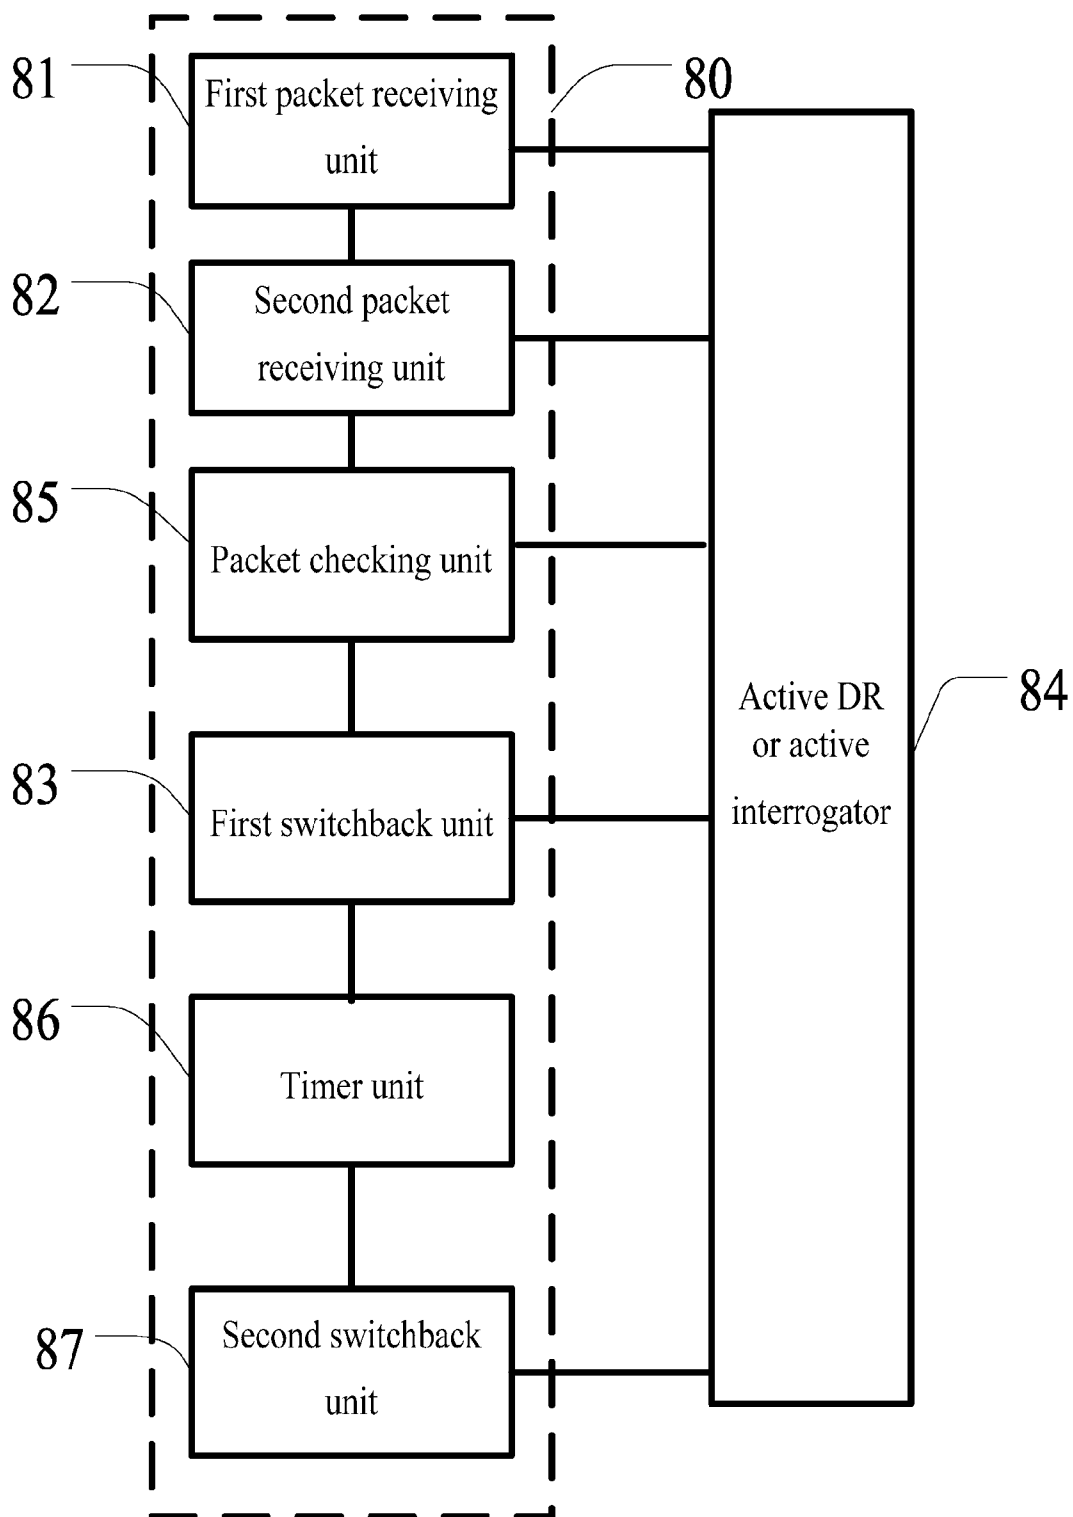 81
First packet receiving
unit
80
82
Second packet
receiving unit
85
Packet checking unit
Active DR
or active
interrogator
84
83
First switchback unit
86
Timer unit
87
Second switchback
unit